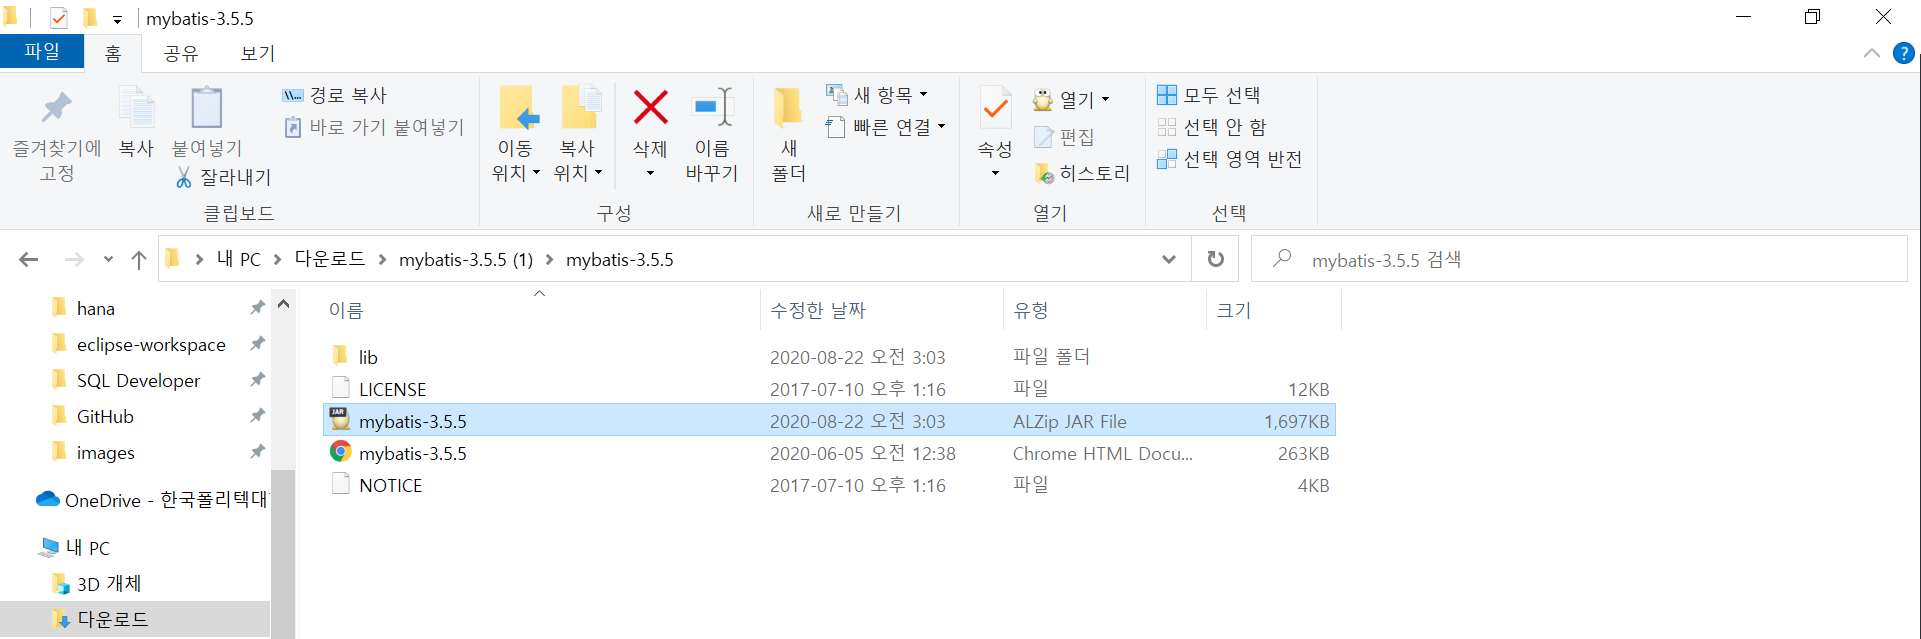 mybatis-3.5.5
파일 홈 공유 보기
즐겨찾기에
고정
복사
붙여넣기
잘라내기
경로 복사
바로 가기 붙여넣기
클립보드
이동
위치
복사
위치
삭제
이름
바꾸기
구성
새
폴더
새 항목
빠른 연결
새로 만들기
속성
열기
편집
히스토리
열기
모두 선택
선택 안 함
선택 영역 반전
선택
내 PC 다운로드 mybatis-3.5.5 (1) mybatis-3.5.5
mybatis-3.5.5 검색
hana
eclipse-workspace
SQL Developer
GitHub
images
OneDrive - 한국폴리텍대
내 PC
3D 개체
다운로드
이름 수정한 날짜 유형 크기
lib 2020-08-22 오전 3:03 파일 폴더
LICENSE 2017-07-10 오후 1:16 파일 12KB
JAR mybatis-3.5.5 2020-08-22 오전 3:03 ALZip JAR File 1,697KB
mybatis-3.5.5 2020-06-05 오전 12:38 Chrome HTML Docu... 263KB
NOTICE 2017-07-10 오후 1:16 파일 4KB